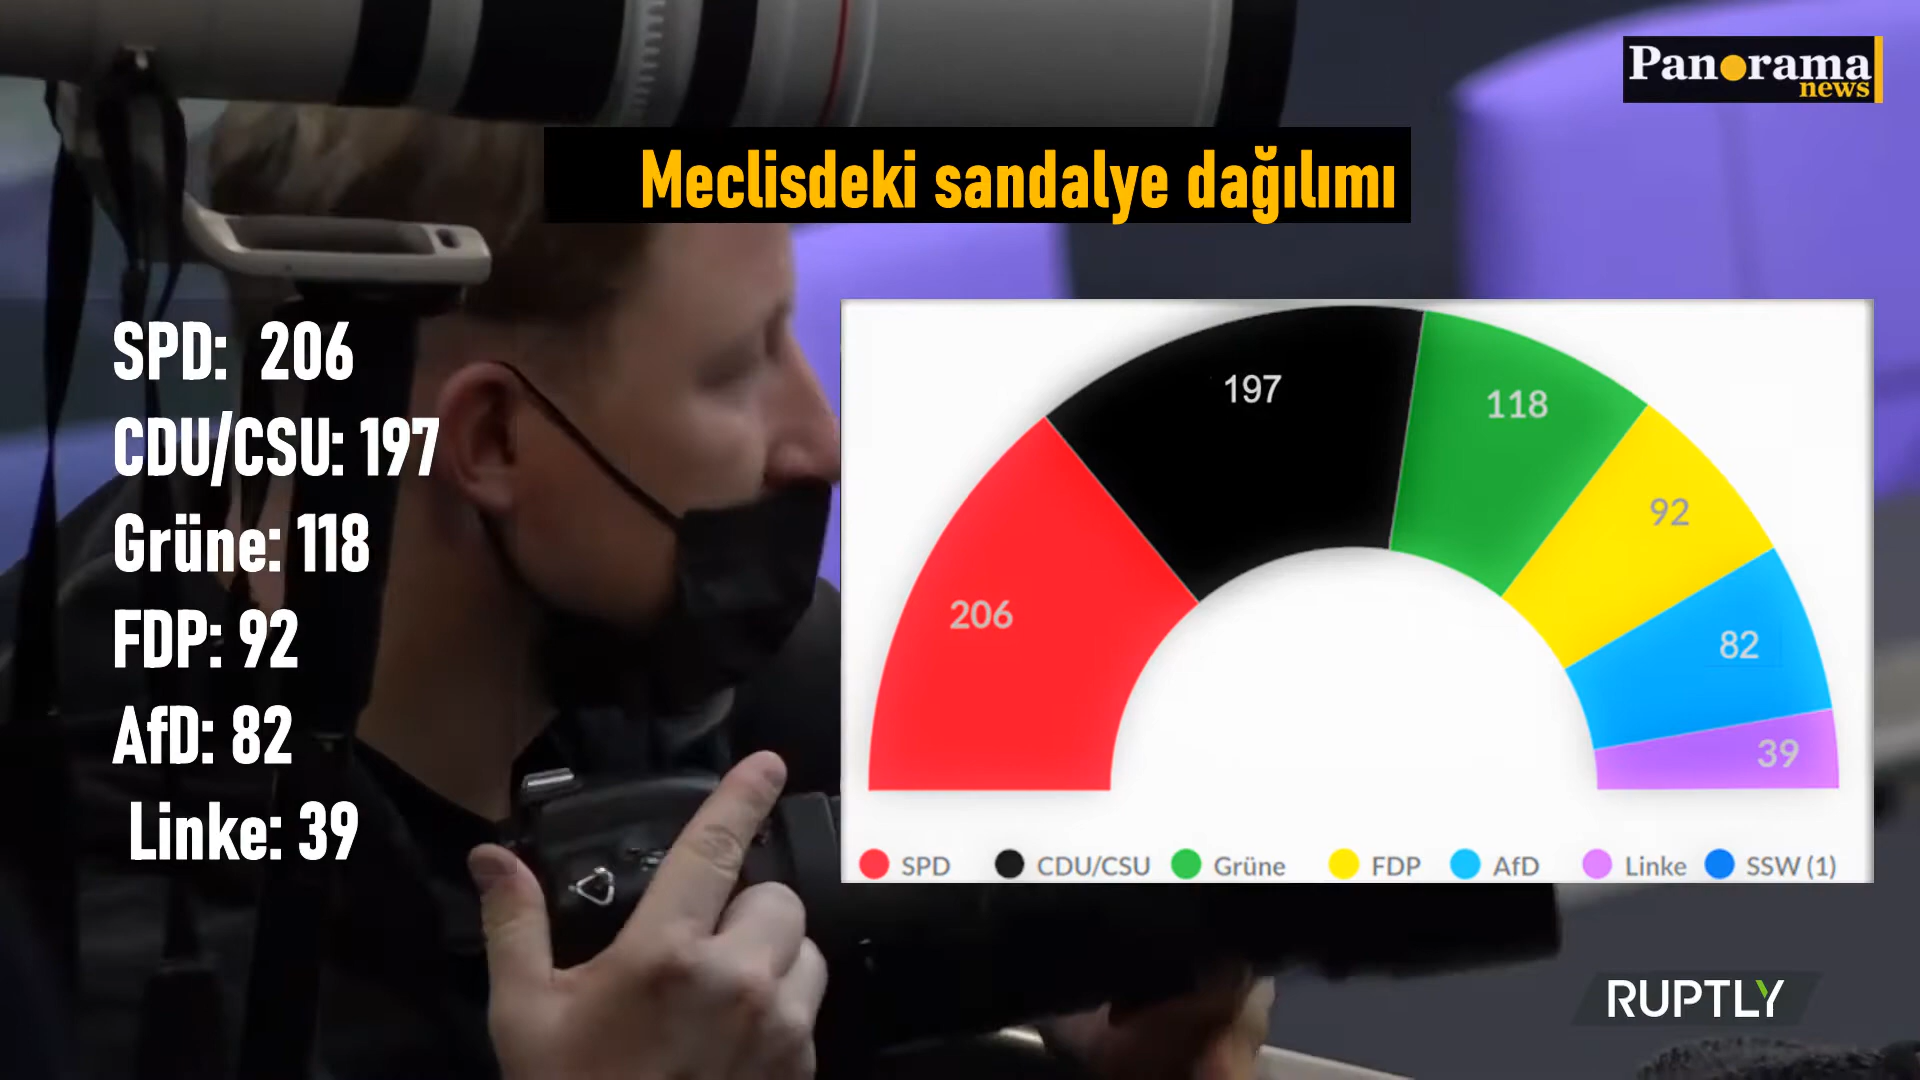 Panorama
news
Meclisdeki sandalye dağılımı
SPD: 206
CDU/CSU: 197
Grüne: 118
FDP: 92
AfD: 82
Linke: 39
206
197
118
92
82
39
SPD CDU/CSU Grüne FDP AfD Linke SSW (1)
RUPTLY